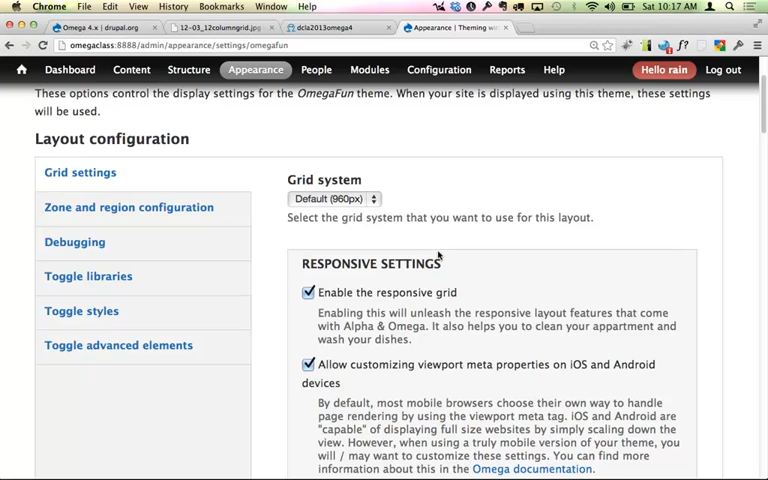 Chrome File Edit View History Bookmarks Window Help Sat 10:17 AM
Omega 4.x | drupal.org 12-03_12columngrid.jpg dcla2013omega4 Appearance | Theming with
omegaclass:8888/admin/appearance/settings/omegafun
Dashboard Content Structure Appearance People Modules Configuration Reports Help Hello rain Log out
These options control the display settings for the OmegaFun theme. When your site is displayed using this theme, these settings
will be used.
Layout configuration
Grid settings
Zone and region configuration
Debugging
Toggle libraries
Toggle styles
Toggle advanced elements
Grid system
Default (960px)
Select the grid system that you want to use for this layout.
RESPONSIVE SETTINGS
Enable the responsive grid
Enabling this will unleash the responsive layout features that come
with Alpha & Omega. It also helps you to clean your appartment and
wash your dishes.
Allow customizing viewport meta properties on iOS and Android
devices
By default, most mobile browsers choose their own way to handle
page rendering by using the viewport meta tag. iOS and Android are
"capable" of displaying full size websites by simply scaling down the
view. However, when using a truly mobile version of your theme, you
will / may want to customize these settings. You can find more
information about this in the Omega documentation.